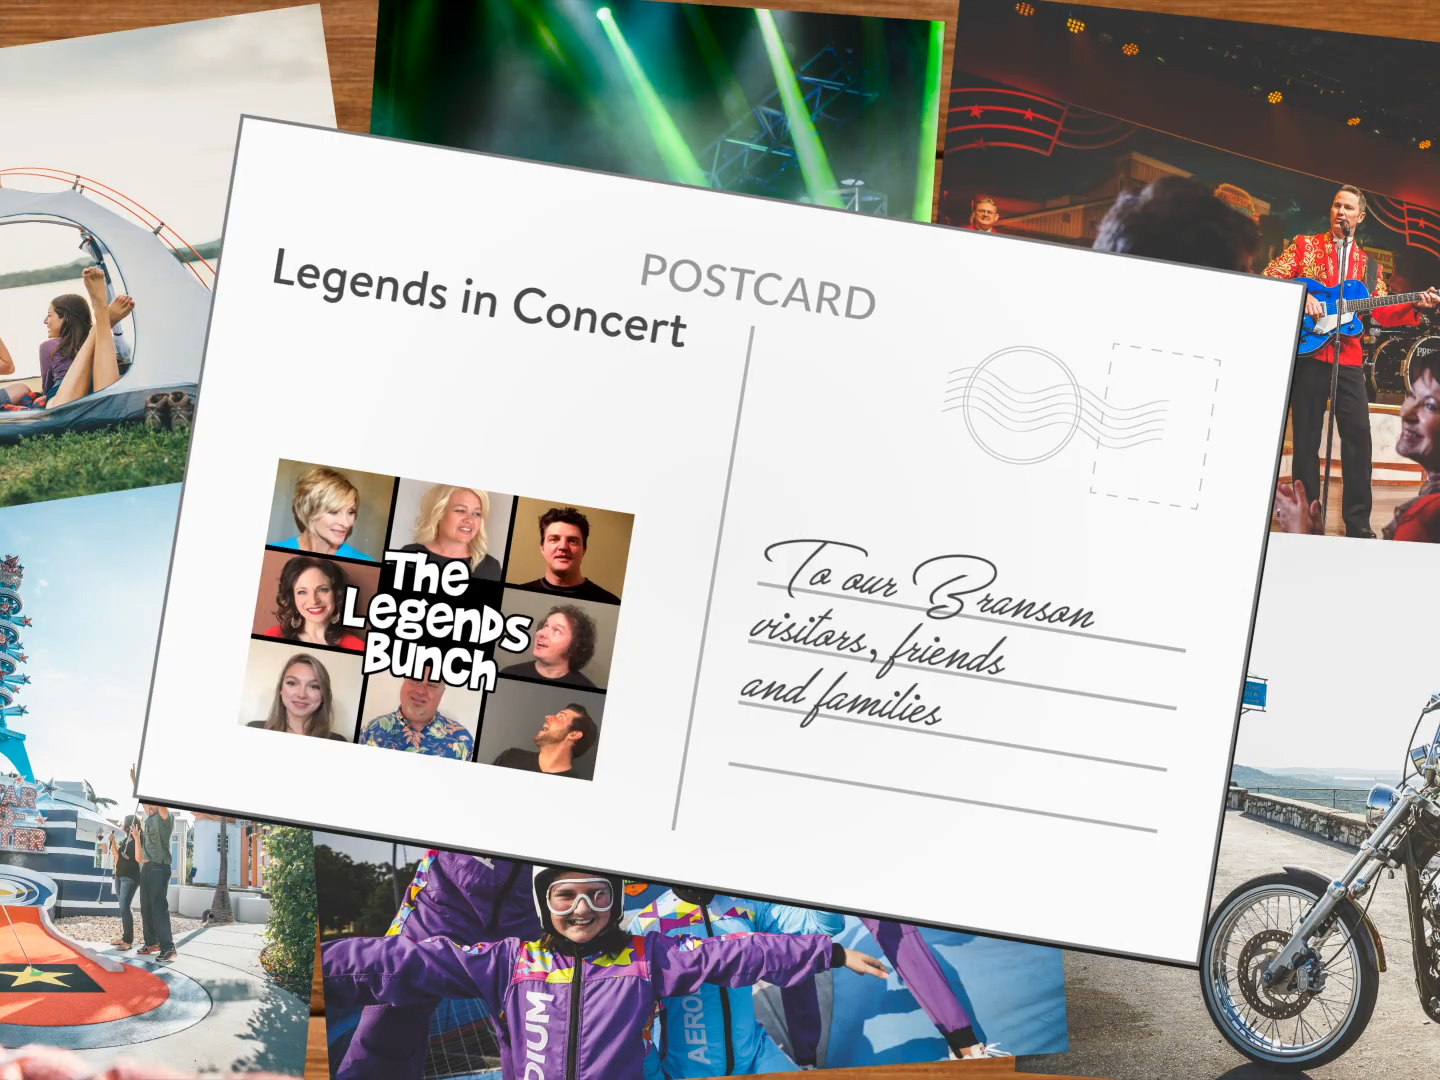 POSTCARD
Legends in Concert
The
Legends
Bunch
To our Branson
visitors, friends
and families
DIUM
AERO